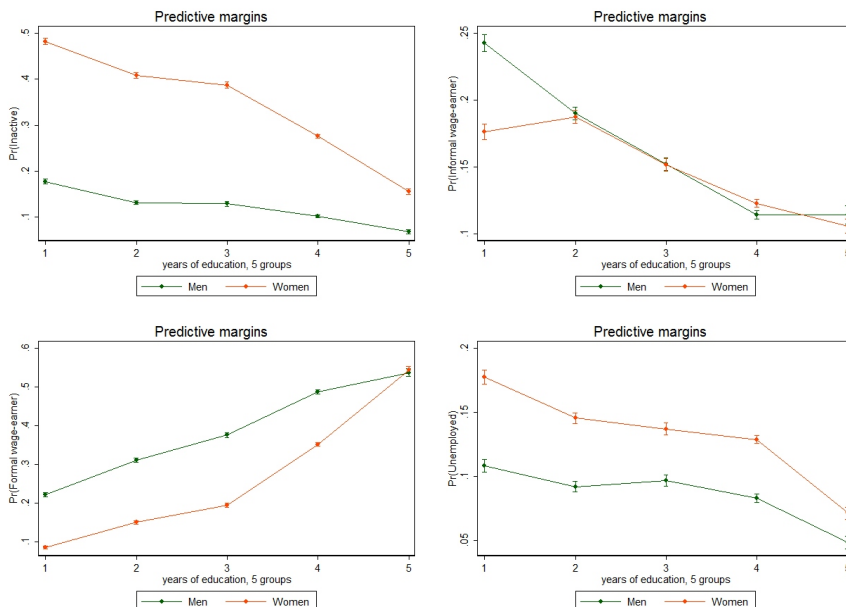 Predictive margins
Pr(Inactive)
.5
.4
.3
.2
.1
1 2 3 4 5
years of education, 5 groups
Men Women
Predictive margins
Pr(Informal wage-earner)
.25
.2
.15
.1
1 2 3 4 5
years of education, 5 groups
Men Women
Predictive margins
Pr(Formal wage-earner)
.6
.5
.4
.3
.2
.1
1 2 3 4 5
years of education, 5 groups
Men Women
Predictive margins
Pr(Unemployed)
.2
.15
.1
.05
1 2 3 4 5
years of education, 5 groups
Men Women